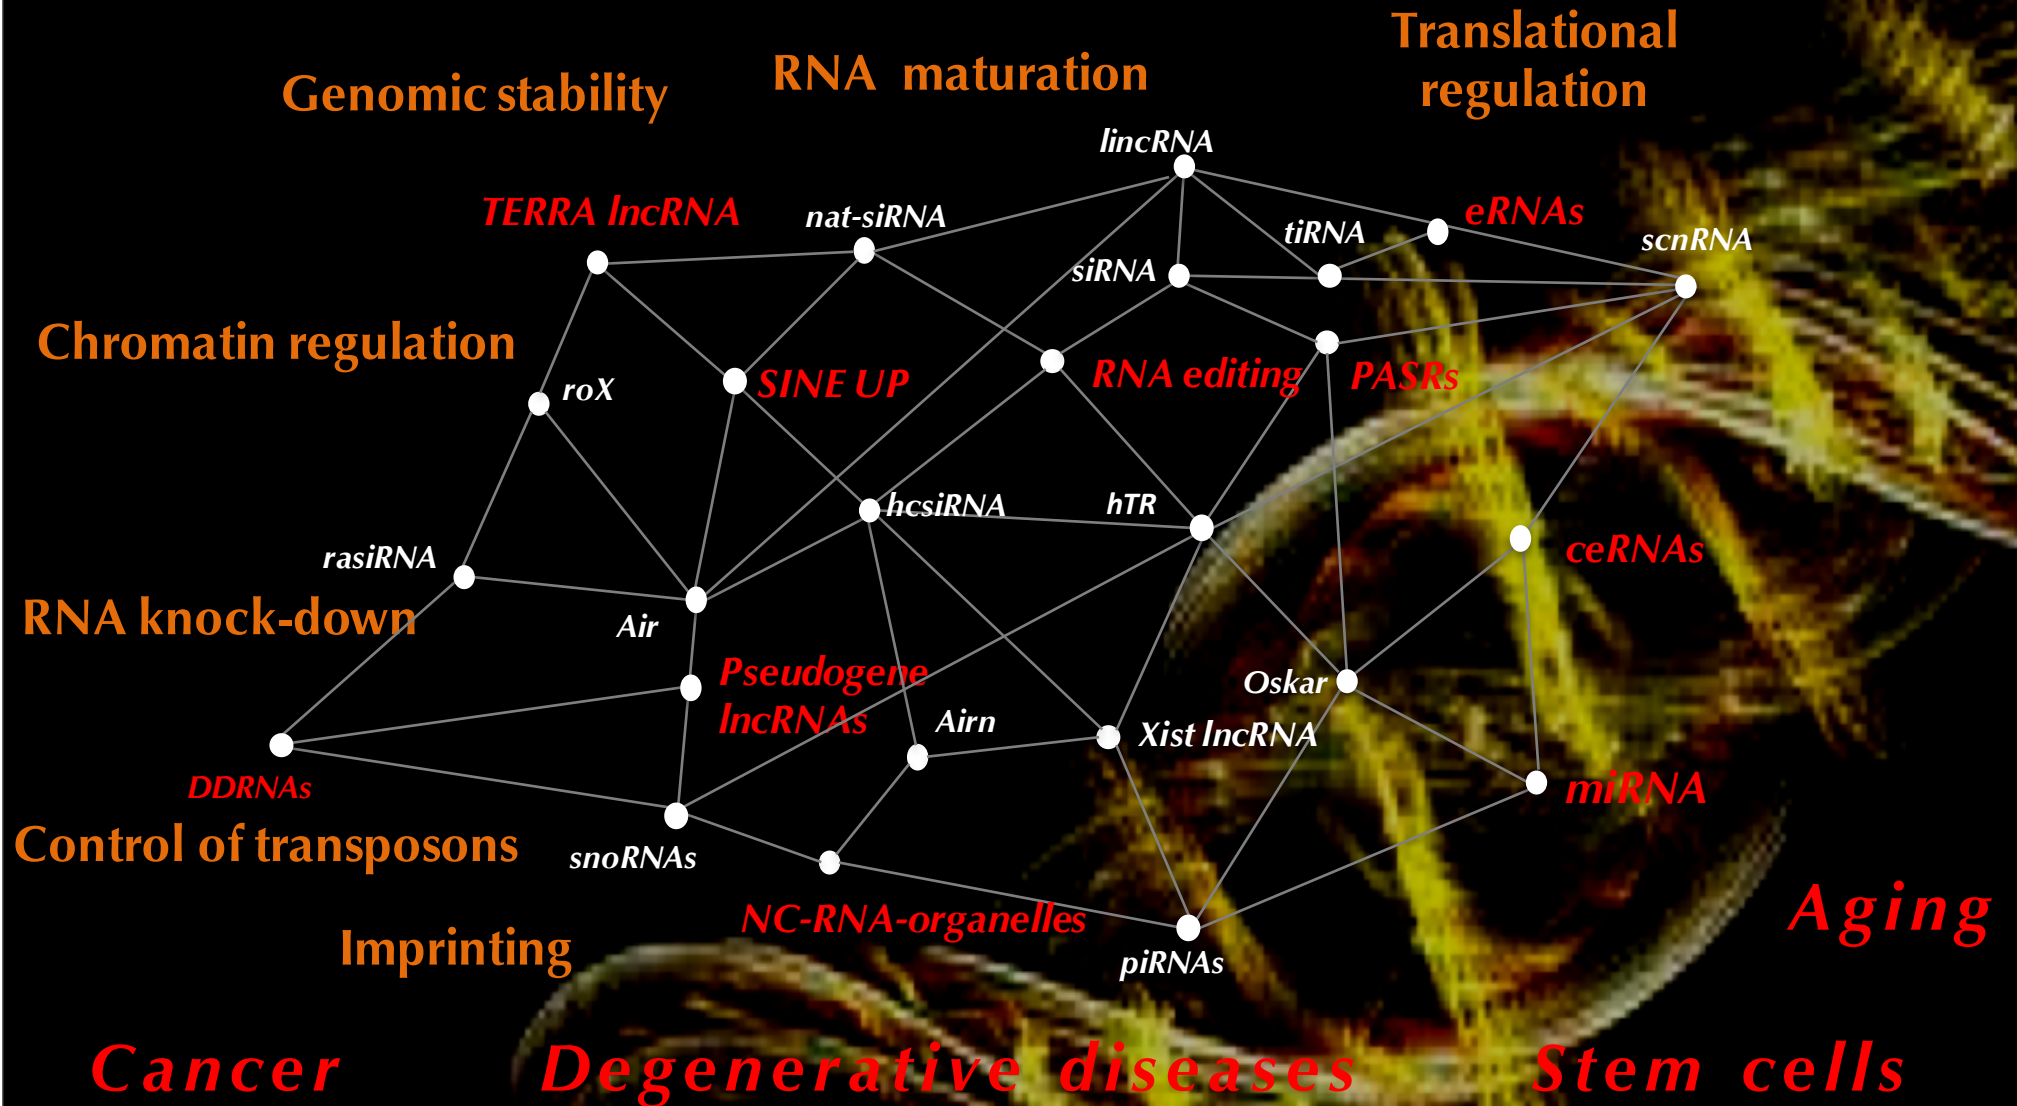 Translational
regulation
RNA maturation
Genomic stability
lincRNA
TERRA lncRNA
nat-siRNA
eRNAs
tiRNA
scnRNA
siRNA
Chromatin regulation
roX
SINE UP
RNA editing
PASRs
hcsiRNA
hTR
ceRNAs
rasiRNA
RNA knock-down
Air
Pseudogene
lncRNAs
Oskar
Airn
Xist lncRNA
DDRNAs
miRNA
Control of transposons
snoRNAs
NC-RNA-organelles
Aging
Imprinting
piRNAs
Cancer
Degenerative diseases
Stem cells